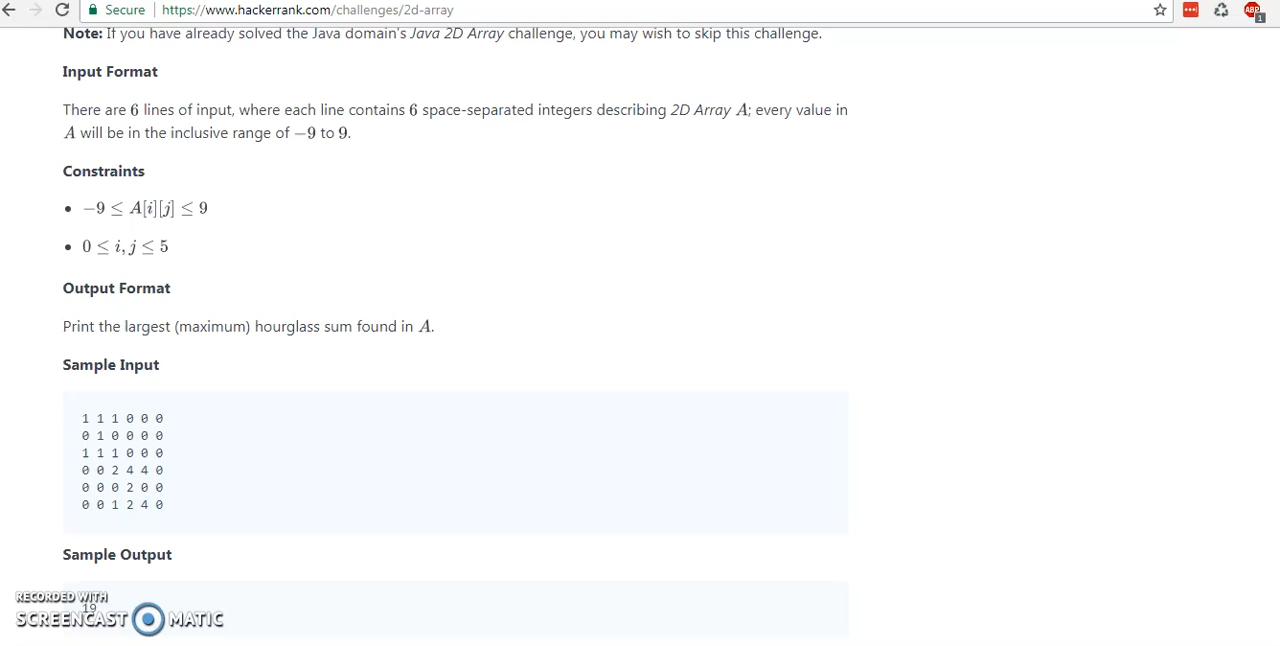 Secure https://www.hackerrank.com/challenges/2d-array ABP 1
Note: If you have already solved the Java domain's Java 2D Array challenge, you may wish to skip this challenge.
Input Format
There are 6 lines of input, where each line contains 6 space-separated integers describing 2D Array A; every value in
A will be in the inclusive range of −9 to 9.
Constraints
• −9 ≤ A[i][j] ≤ 9
• 0 ≤ i, j ≤ 5
Output Format
Print the largest (maximum) hourglass sum found in A.
Sample Input
1 1 1 0 0 0
0 1 0 0 0 0
1 1 1 0 0 0
0 0 2 4 4 0
0 0 0 2 0 0
0 0 1 2 4 0
Sample Output
RECORDED WITH
19
SCREENCAST MATIC